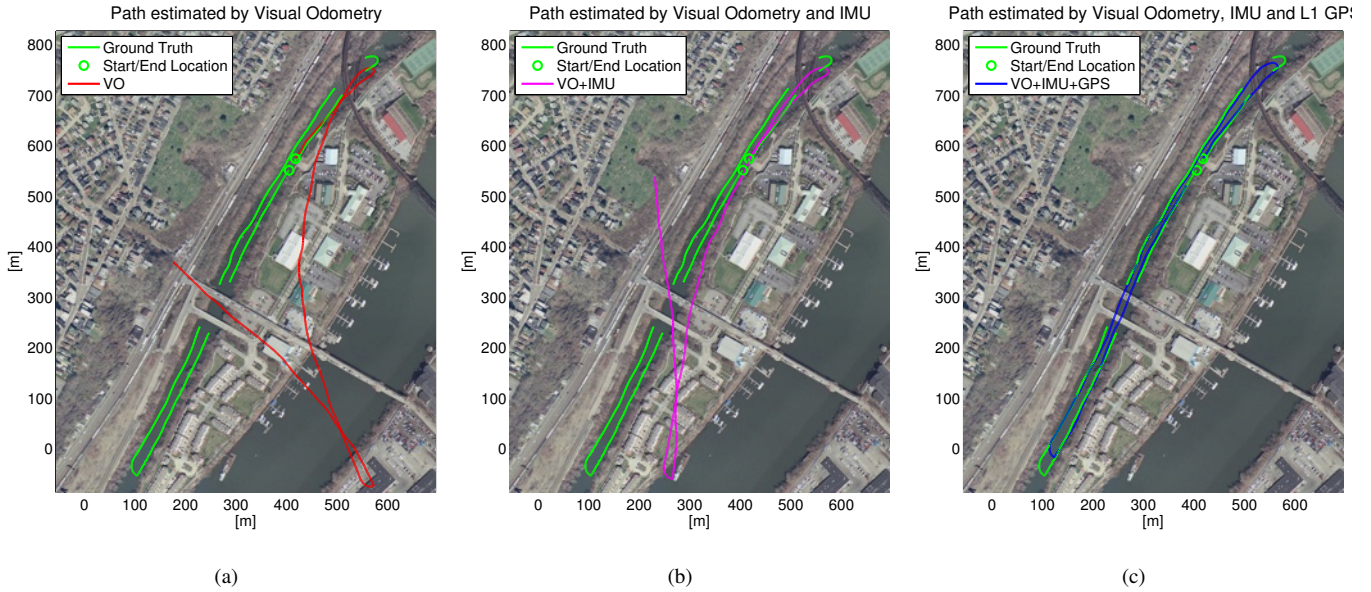 Path estimated by Visual Odometry
800
700
600
500
400
300
200
100
0
[m]
0 100 200 300 400 500 600
[m]
Ground Truth
Start/End Location
VO
(a)
Path estimated by Visual Odometry and IMU
800
700
600
500
400
300
200
100
0
[m]
0 100 200 300 400 500 600
[m]
Ground Truth
Start/End Location
VO+IMU
(b)
Path estimated by Visual Odometry, IMU and L1 GPS
800
700
600
500
400
300
200
100
0
[m]
0 100 200 300 400 500 600
[m]
Ground Truth
Start/End Location
VO+IMU+GPS
(c)